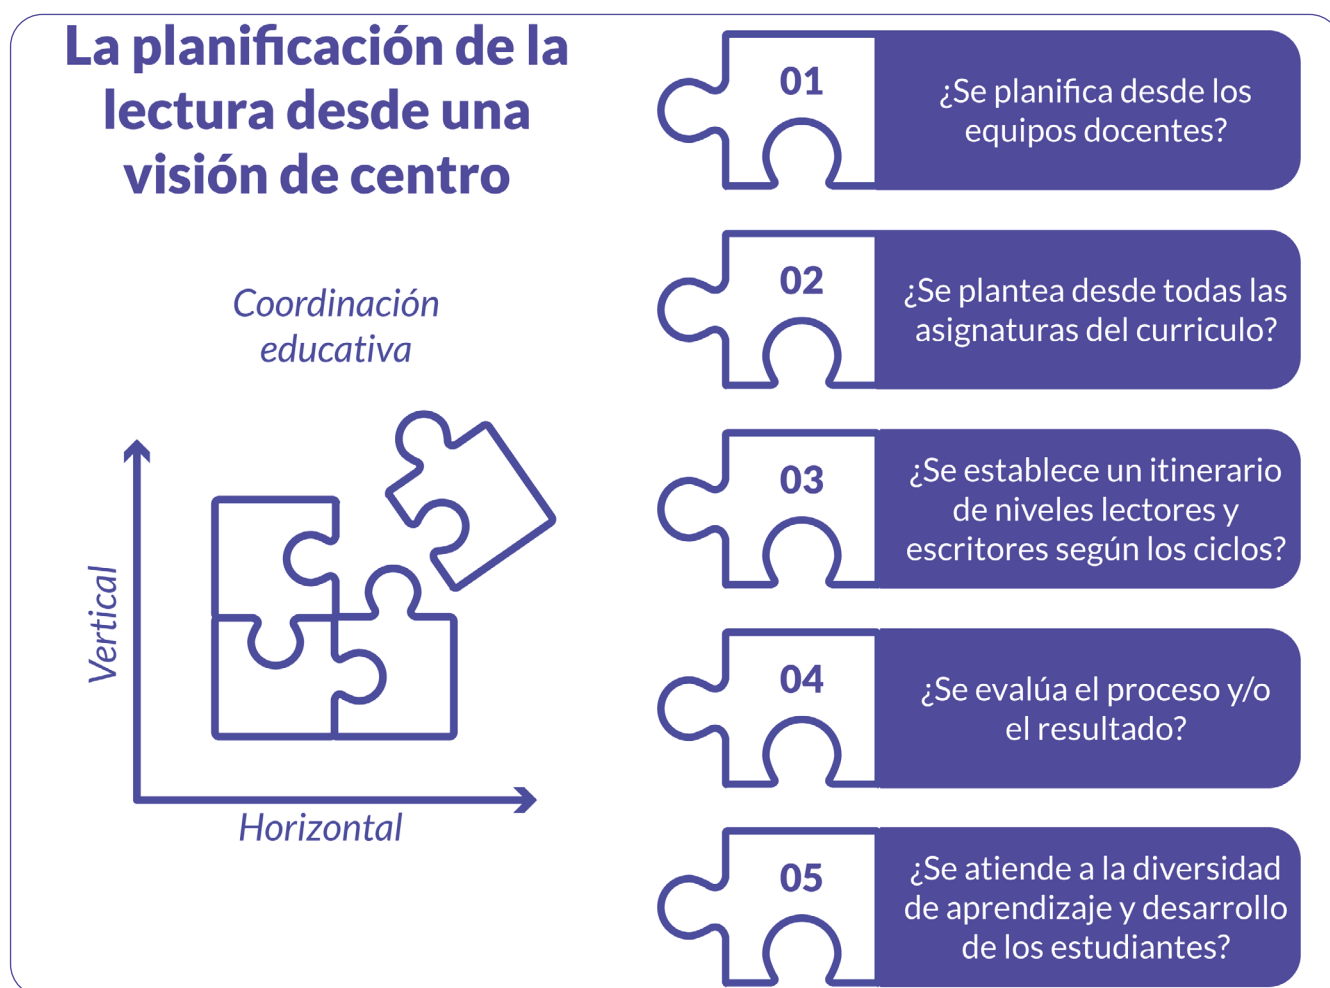 La planificación de la
lectura desde una
visión de centro
Coordinación
educativa
Vertical
Horizontal
01
¿Se planifica desde los
equipos docentes?
02
¿Se plantea desde todas las
asignaturas del curriculo?
03
¿Se establece un itinerario
de niveles lectores y
escritores según los ciclos?
04
¿Se evalúa el proceso y/o
el resultado?
05
¿Se atiende a la diversidad
de aprendizaje y desarrollo
de los estudiantes?